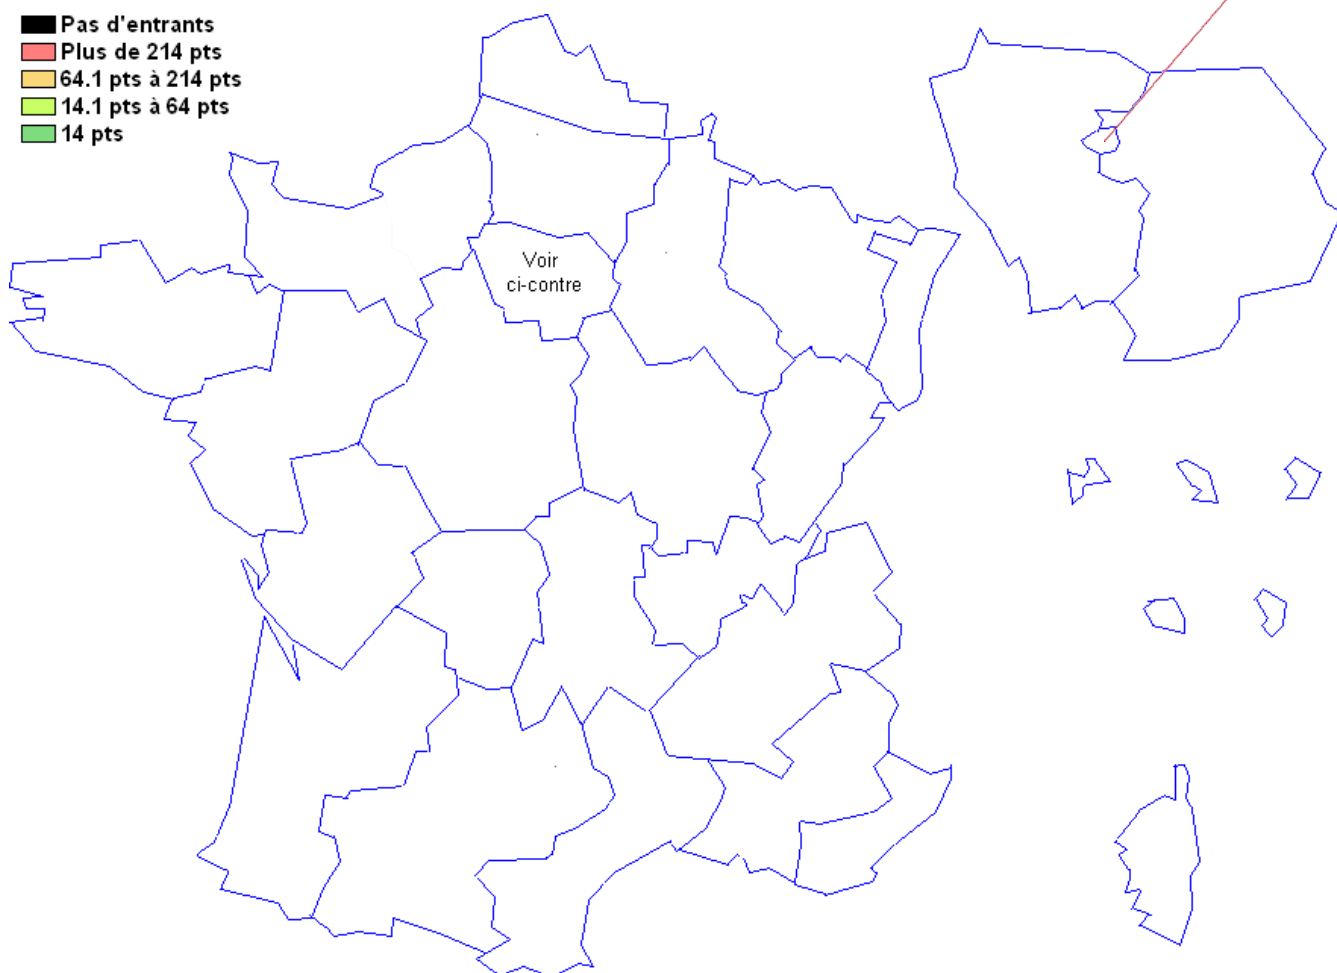 Pas d'entrants
Plus de 214 pts
64.1 pts à 214 pts
14.1 pts à 64 pts
14 pts
Voir
ci-contre